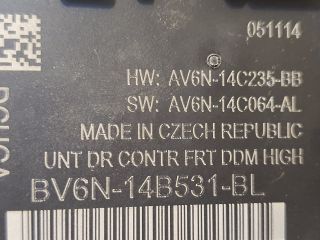 051114
HW: AV6N-14C235-BB
SW: AV6N-14C064-AL
MADE IN CZECH REPUBLIC
UNT DR CONTR FRT DDM HIGH
BV6N-14B531-BL